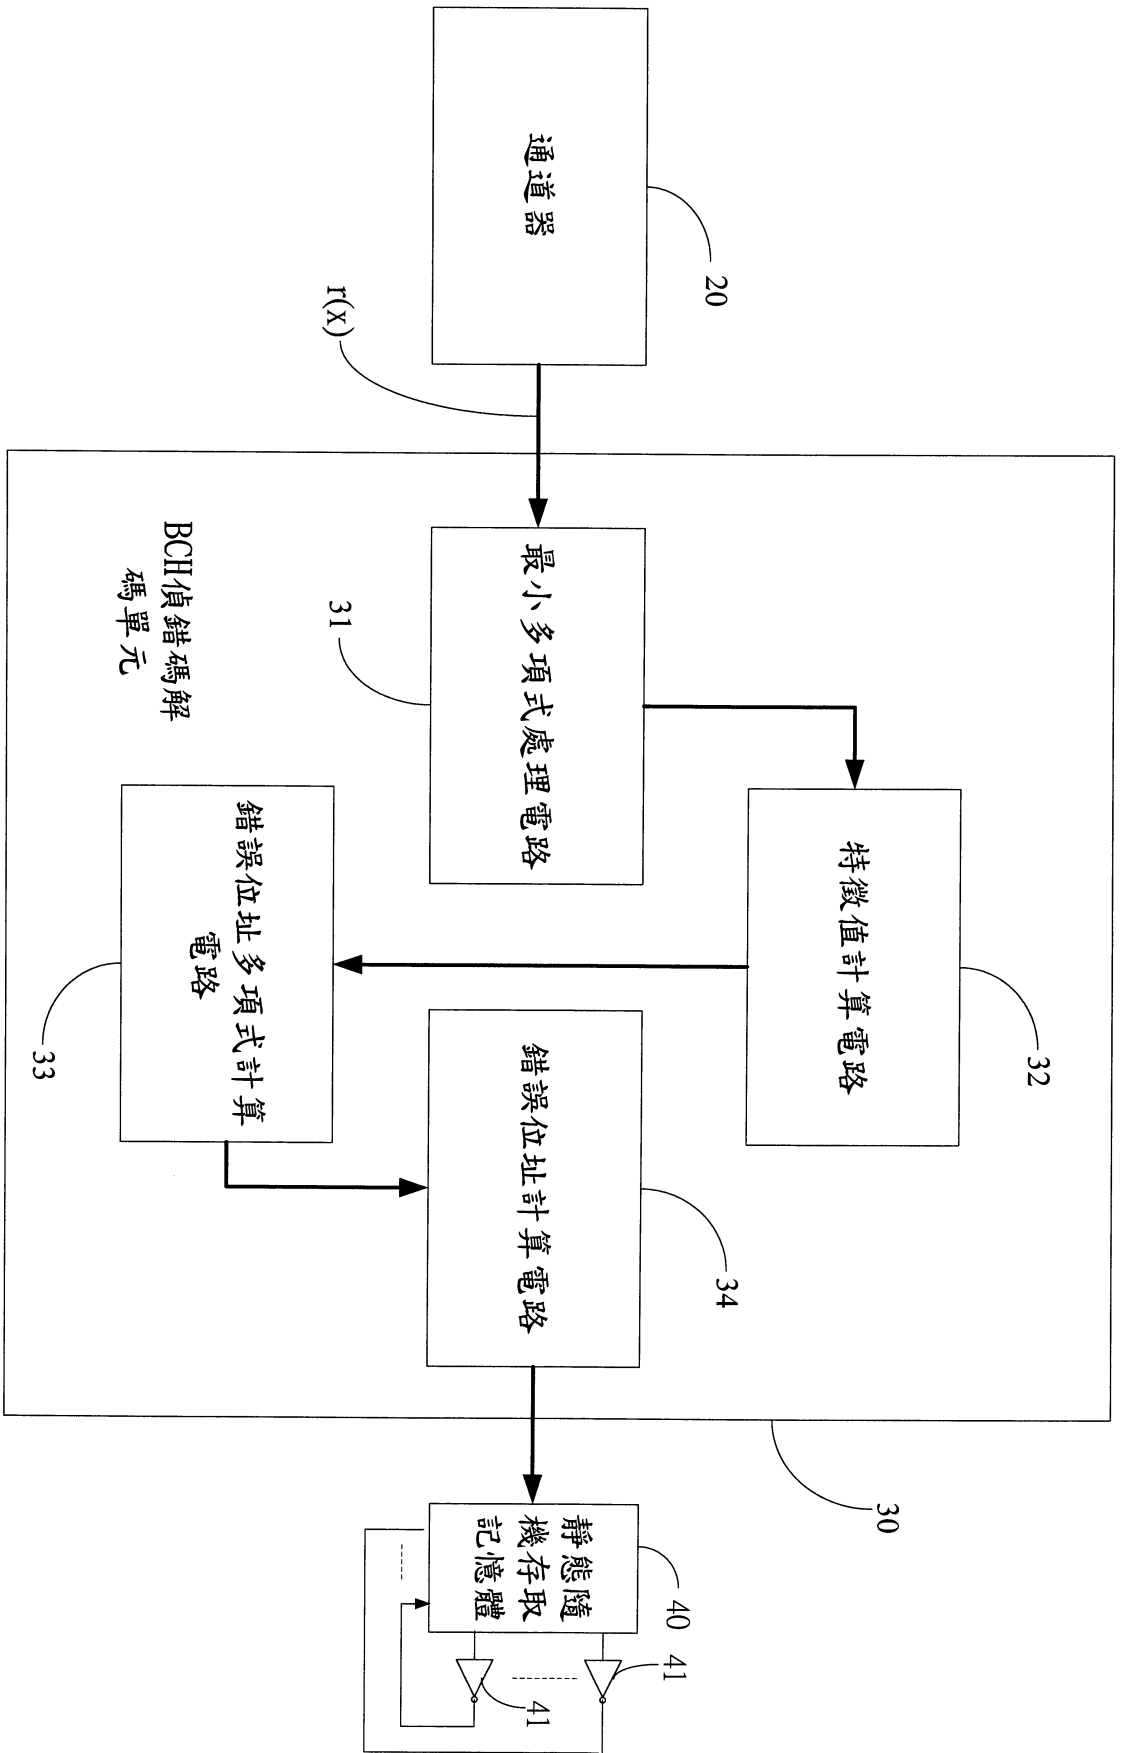 通道器
20
r(x)
BCH偵錯碼解
碼單元
最小多項式處理電路
31
特徵值計算電路
32
錯誤位址多項式計算
電路
33
錯誤位址計算電路
34
30
靜態隨
機存取
記憶體
40
41
41